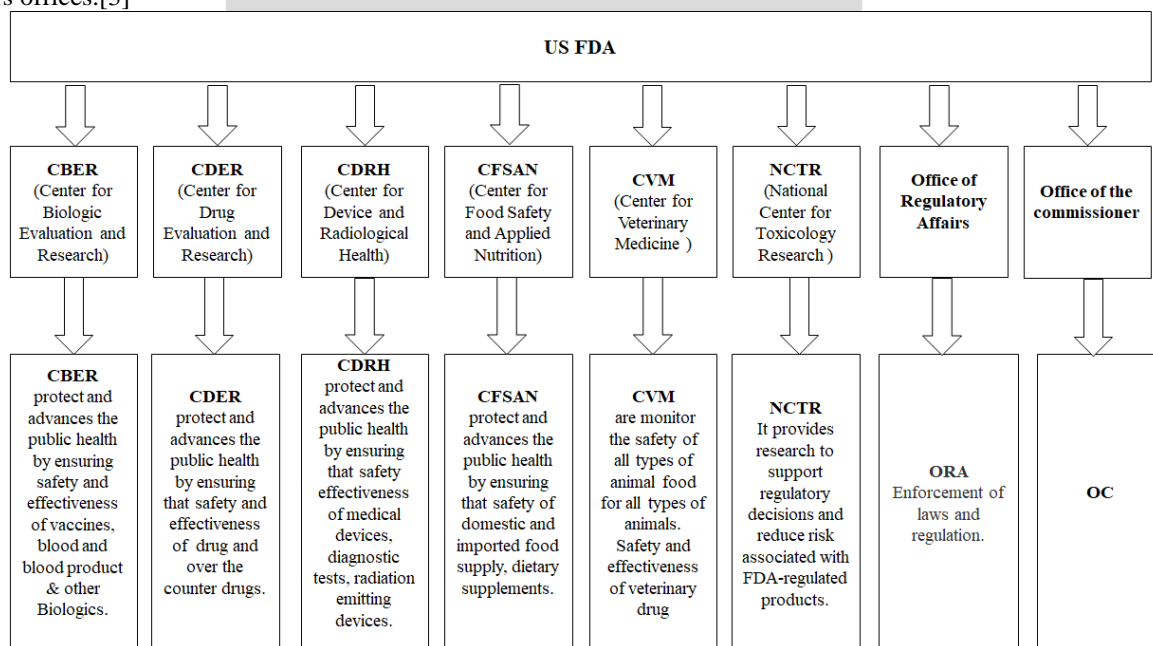 s offices.[3]
US FDA
CBER
(Center for
Biologic
Evaluation and
Research)
CDER
(Center for
Drug
Evaluation and
Research)
CDRH
(Center for
Device and
Radiological
Health)
CFSAN
(Center for
Food Safety
and Applied
Nutrition)
CVM
(Center for
Veterinary
Medicine )
NCTR
(National
Center for
Toxicology
Research )
Office of
Regulatory
Affairs
Office of the
commissioner
CBER
protect and
advances the
public health
by ensuring
safety and
effectiveness
of vaccines,
blood and
blood product
& other
Biologics.
CDER
protect and
advances the
public health
by ensuring
that safety and
effectiveness
of drug and
over the
counter drugs.
CDRH
protect and
advances the
public health
by ensuring
that safety
effectiveness
of medical
devices,
diagnostic
tests, radiation
emitting
devices.
CFSAN
protect and
advances the
public health
by ensuring
that safety of
domestic and
imported food
supply, dietary
supplements.
CVM
are monitor
the safety of
all types of
animal food
for all types of
animals.
Safety and
effectiveness
of veterinary
drug
NCTR
It provides
research to
support
regulatory
decisions and
reduce risk
associated with
FDA-regulated
products.
ORA
Enforcement of
laws and
regulation.
OC